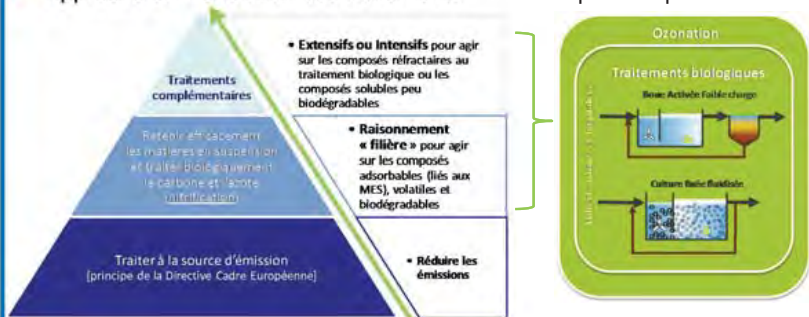 Traitements
complémentaires
Retenir efficacement
les matières en suspension
et traiter biologiquement
le carbone et l'azote
(nitrification)
Traiter à la source d'émission
(principe de la Directive Cadre Européenne)
• Extensifs ou Intensifs pour agir
sur les composés réfractaires au
traitement biologique ou les
composés solubles peu
biodégradables
• Raisonnement
« filière » pour agir
sur les composés
adsorbables (liés aux
MES), volatiles et
biodégradables
• Réduire les
émissions
Ozonation
Traitements biologiques
Boue Activée Faible charge
Culture fixée fluidisée